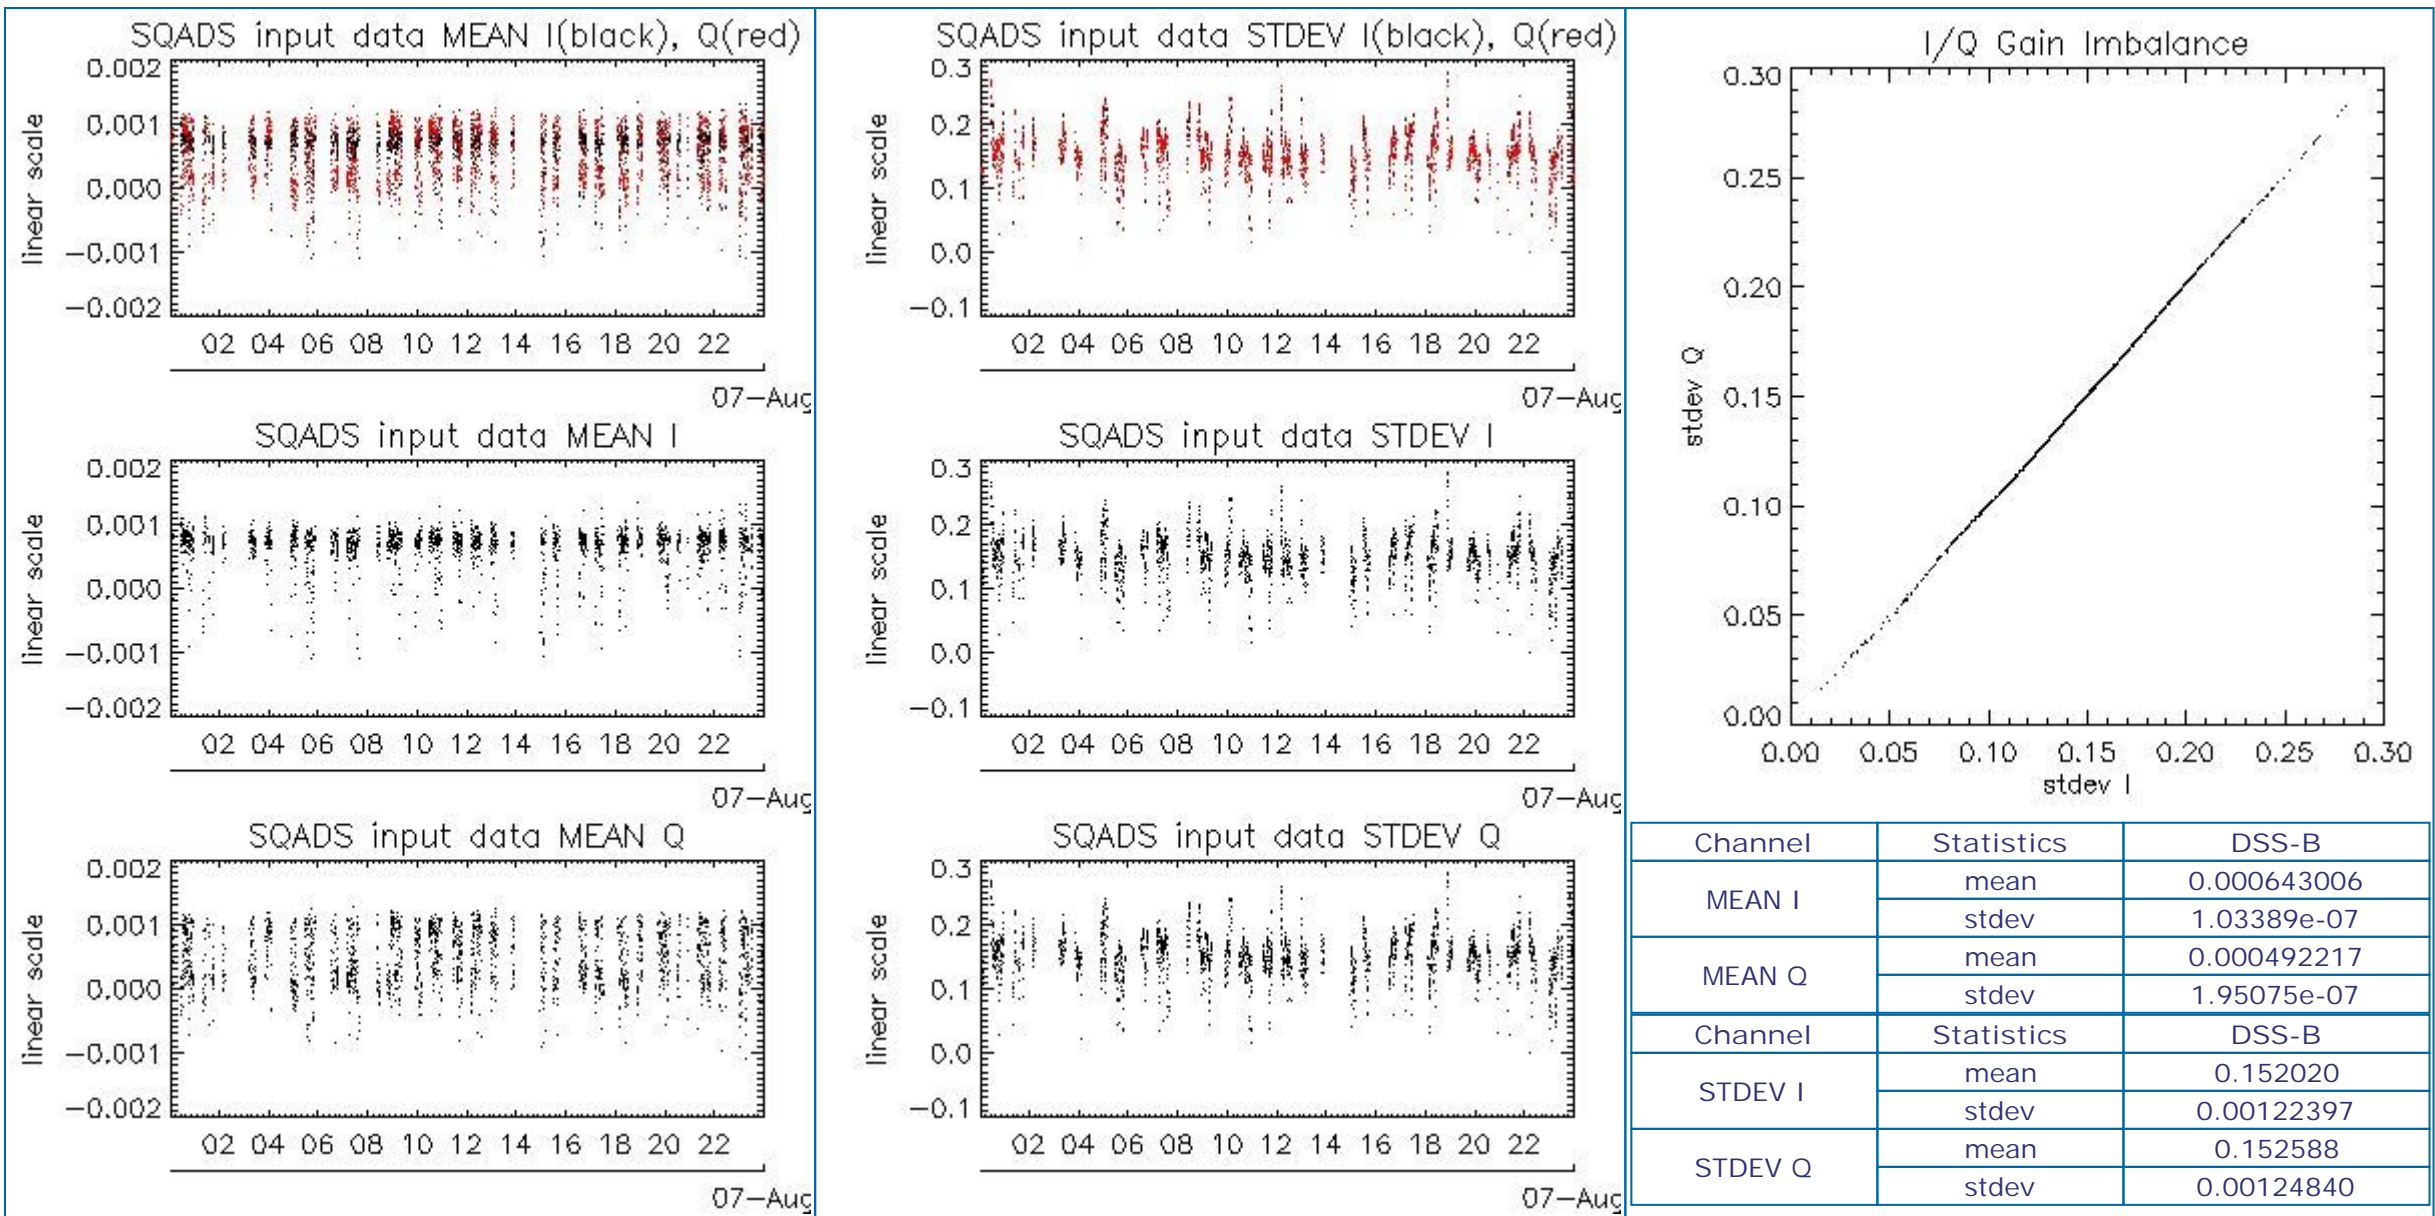 SQADS input data MEAN I(black), Q(red)
0.002
0.001
0.000
−0.001
−0.002
linear scale
02 04 06 08 10 12 14 16 18 20 22
07−Aug
SQADS input data MEAN I
0.002
0.001
0.000
−0.001
−0.002
linear scale
02 04 06 08 10 12 14 16 18 20 22
07−Aug
SQADS input data MEAN Q
0.002
0.001
0.000
−0.001
−0.002
linear scale
02 04 06 08 10 12 14 16 18 20 22
07−Aug
SQADS input data STDEV I(black), Q(red)
0.3
0.2
0.1
0.0
−0.1
linear scale
02 04 06 08 10 12 14 16 18 20 22
07−Aug
SQADS input data STDEV I
0.3
0.2
0.1
0.0
−0.1
linear scale
02 04 06 08 10 12 14 16 18 20 22
07−Aug
SQADS input data STDEV Q
0.3
0.2
0.1
0.0
−0.1
linear scale
02 04 06 08 10 12 14 16 18 20 22
07−Aug
I/Q Gain Imbalance
0.30
0.25
0.20
0.15
0.10
0.05
0.00
stdev Q
0.00 0.05 0.10 0.15 0.20 0.25 0.30
stdev I
Channel Statistics DSS-B
MEAN I
mean 0.000643006
stdev 1.03389e-07
MEAN Q
mean 0.000492217
stdev 1.95075e-07
Channel Statistics DSS-B
STDEV I
mean 0.152020
stdev 0.00122397
STDEV Q
mean 0.152588
stdev 0.00124840